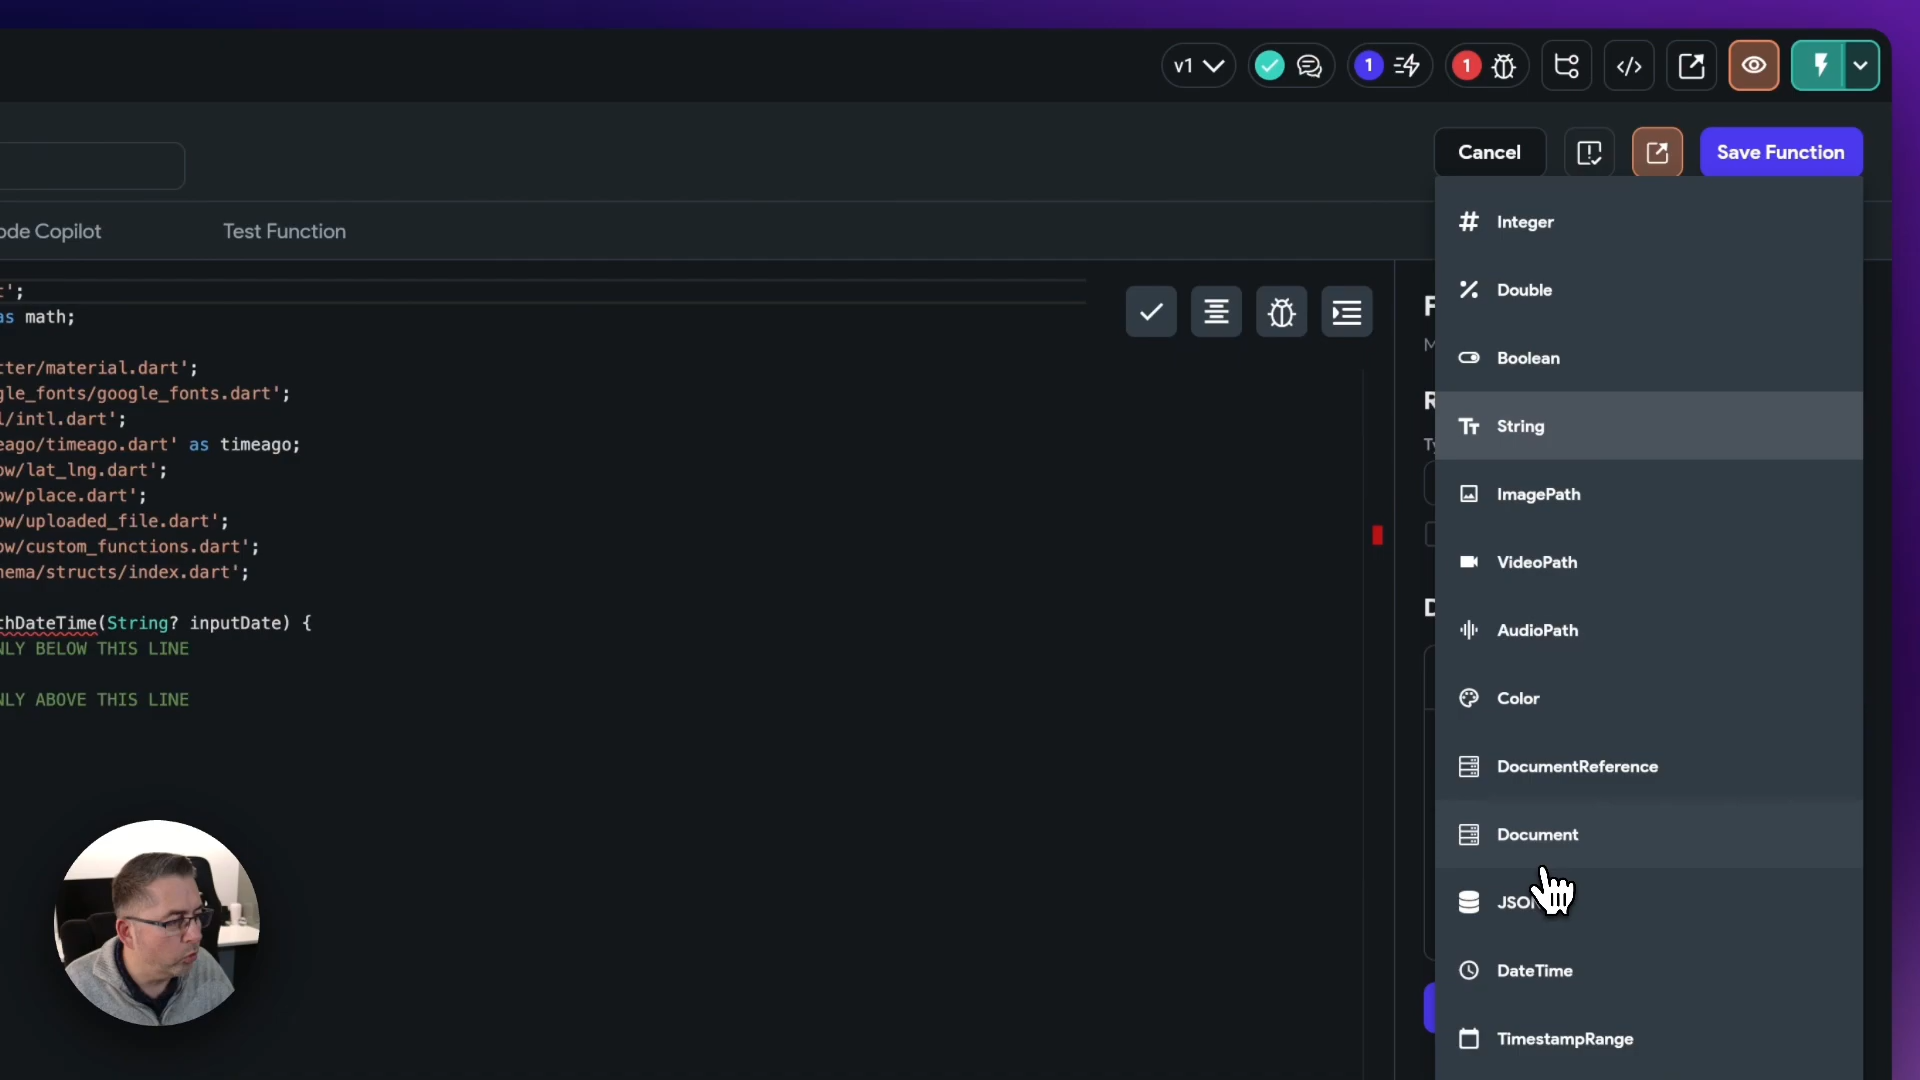 v1
1
1
Cancel
Save Function
ode Copilot
Test Function
t';
as math;
tter/material.dart';
gle_fonts/google_fonts.dart';
l/intl.dart';
eago/timeago.dart' as timeago;
ow/lat_lng.dart';
ow/place.dart';
ow/uploaded_file.dart';
ow/custom_functions.dart';
hema/structs/index.dart';
chDateTime(String? inputDate) {
NLY BELOW THIS LINE
NLY ABOVE THIS LINE
Integer
Double
Boolean
String
ImagePath
VideoPath
AudioPath
Color
DocumentReference
Document
DateTime
TimestampRange